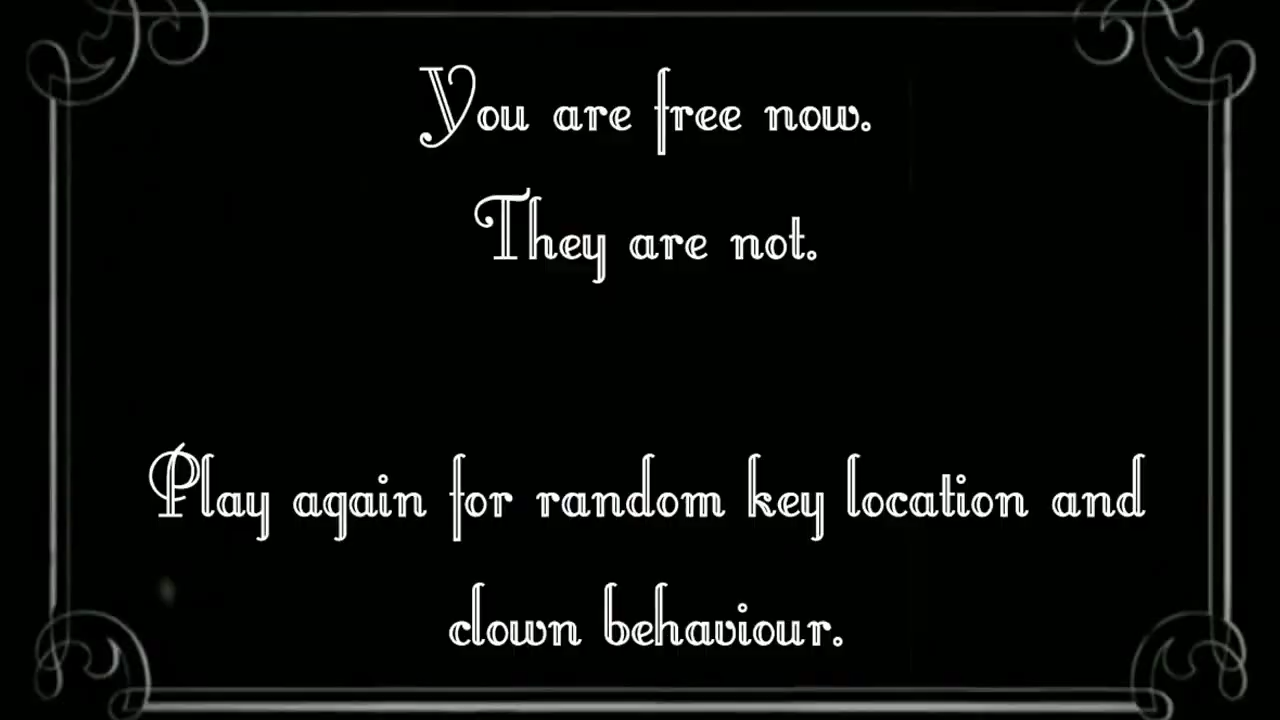 You are free now.
They are not.
Play again for random key location and
clown behaviour.